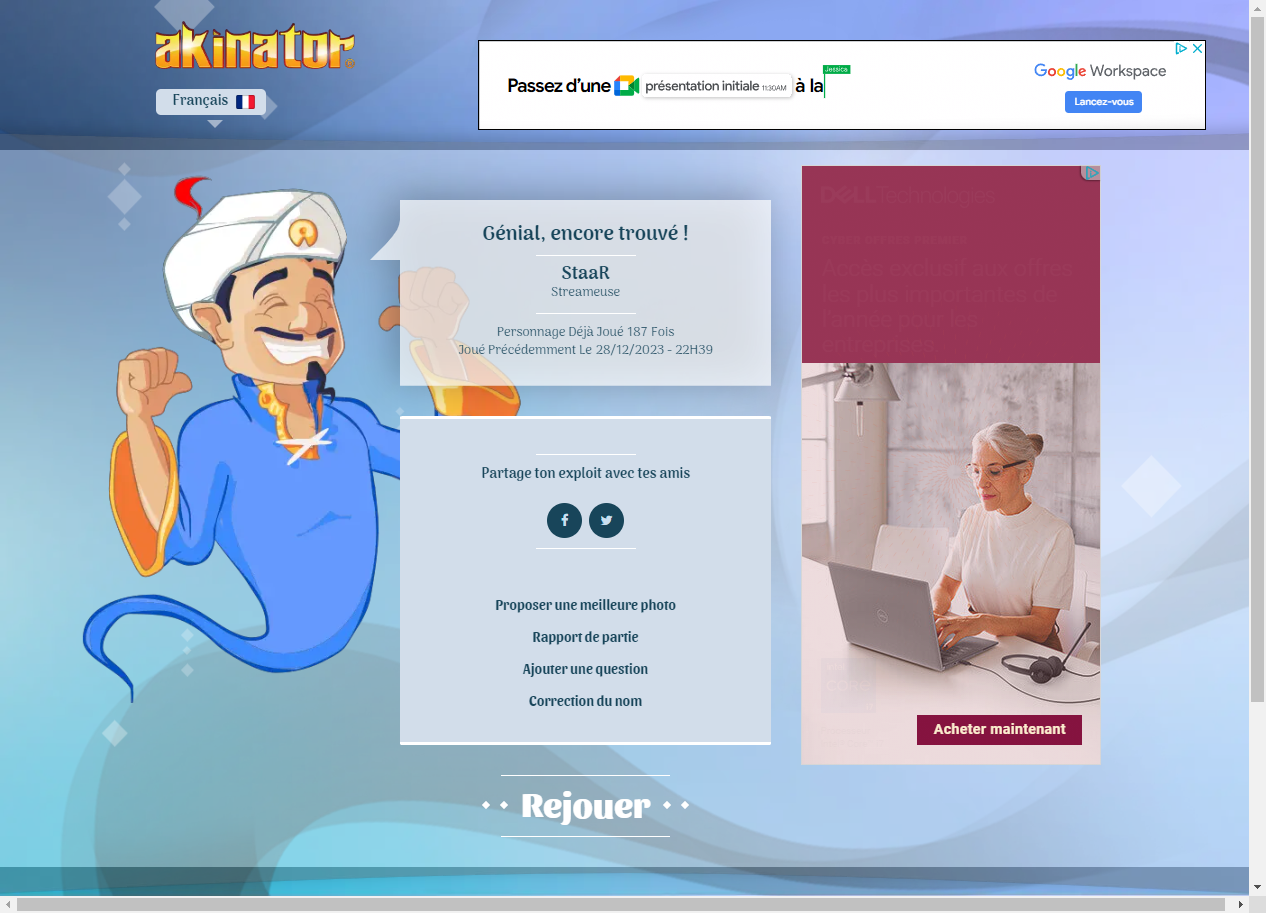 akinator
Français
Passez d'une présentation initiale 11:30AM à la
Jessica
Google Workspace
Lancez-vous
Génial, encore trouvé !
StaaR
Streameuse
Personnage Déjà Joué 187 Fois
Joué Précédemment Le 28/12/2023 - 22H39
Partage ton exploit avec tes amis
Proposer une meilleure photo
Rapport de partie
Ajouter une question
Correction du nom
Rejouer
DELL Technologies
Accès exclusif aux offres
les plus importantes de
l'année pour les
entreprises
Acheter maintenant